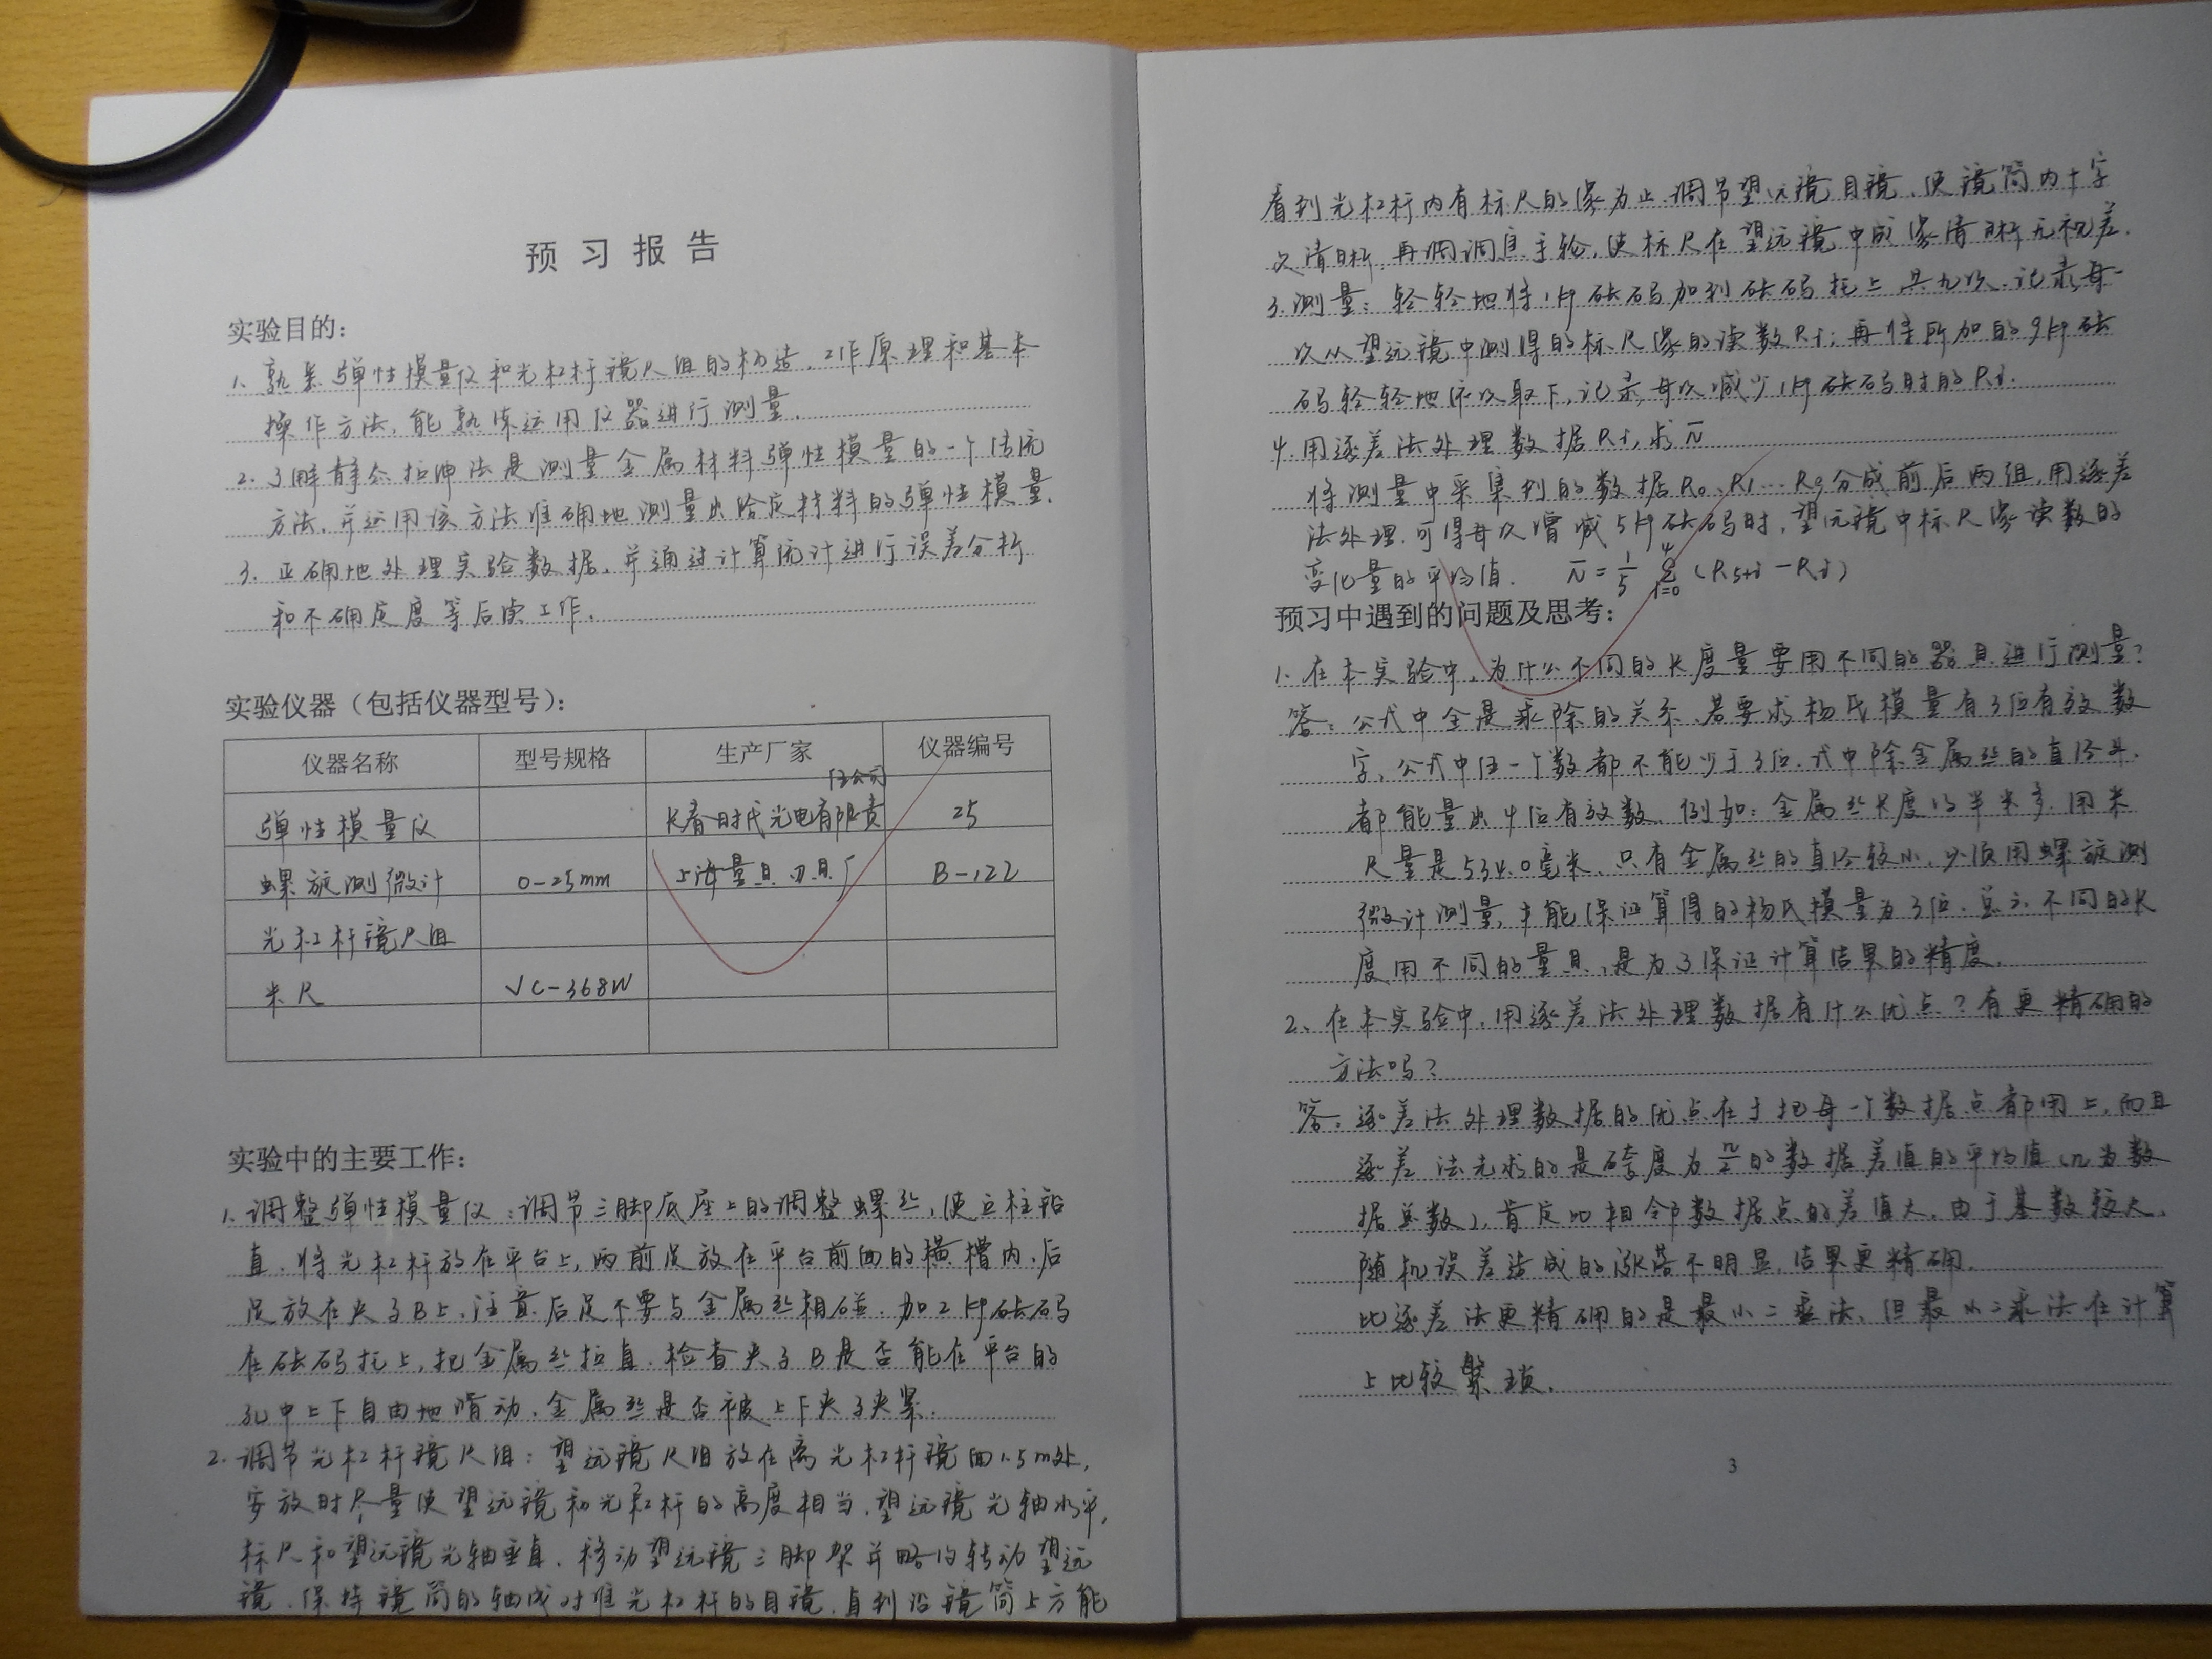 预习报告
实验目的：
1. 熟悉弹性模量仪和光杠杆镜尺组的构造、工作原理和基本
操作方法，能熟练运用仪器进行测量.
2. 了解静态拉伸法是测量金属材料弹性模量的一个传统
方法，并运用该方法准确地测量出给定材料的弹性模量.
3. 正确地处理实验数据，并通过计算统计进行误差分析
和不确定度等后续工作.
实验仪器（包括仪器型号）：
仪器名称 型号规格 生产厂家 仪器编号
弹性模量仪 长春时代光电有限责任公司 25
螺旋测微计 0-25mm 上海量具刃具厂 B-122
光杠杆镜尺组
米尺 VC-368W
实验中的主要工作：
1. 调整弹性模量仪：调节三脚底座上的调整螺丝，使立柱铅
直. 将光杠杆放在平台上，两前足放在平台前面的横槽内，后
足放在夹子B上，注意后足不要与金属丝相碰. 加2kg砝码
在砝码托上，把金属丝拉直. 检查夹子B是否能在平台的
孔中上下自由地滑动，金属丝是否被上下夹子夹紧.
2. 调节光杠杆镜尺组：望远镜尺组放在离光杠杆镜面1.5m处，
安放时尽量使望远镜和光杠杆的高度相当，望远镜光轴水平，
标尺和望远镜光轴垂直. 移动望远镜三脚架并略的转动望远
镜，保持镜筒的轴成对准光杠杆的目镜，直到沿镜筒上方能
看到光杠杆内有标尺的像为止. 调节望远镜目镜，使镜筒内十字
叉清晰. 再调调焦手轮，使标尺在望远镜中成像清晰无视差.
3. 测量：轻轻地将1kg砝码加到砝码托上共九次，记录每一
次从望远镜中测得的标尺像的读数Ri；再将所加的9kg砝
码轻轻地依次取下，记录每次减少1kg砝码时的Ri.
4. 用逐差法处理数据Ri，求n̅
将测量中采集到的数据R0、R1…R9分成前后两组，用逐差
法处理，可得每次增减5kg砝码时，望远镜中标尺像读数的
变化量的平均值. n̅ = 1/5 Σ(i=0→4) (R5+i − Ri)
预习中遇到的问题及思考：
1. 在本实验中，为什么不同的长度量要用不同的器具进行测量？
答：公式中全是乘除的关系，若要求杨氏模量有3位有效数
字，公式中任一个数都不能少于3位. 式中除金属丝的直径外，
都能量出4位有效数. 例如：金属丝长度约半米多，用米
尺量是534.0毫米. 只有金属丝的直径较小，必须用螺旋测
微计测量，才能保证算得的杨氏模量为3位. 总之，不同的长
度用不同的量具，是为了保证计算结果的精度.
2. 在本实验中，用逐差法处理数据有什么优点？有更精确的
方法吗？
答：逐差法处理数据的优点在于把每一个数据点都用上，而且
逐差法先求的是跨度为n/2的数据差值的平均值（n为数
据总数），肯定比相邻数据点的差值大，由于基数较大，
随机误差造成的涨落不明显，结果更精确.
比逐差法更精确的是最小二乘法，但最小二乘法在计算
上比较繁琐.
3